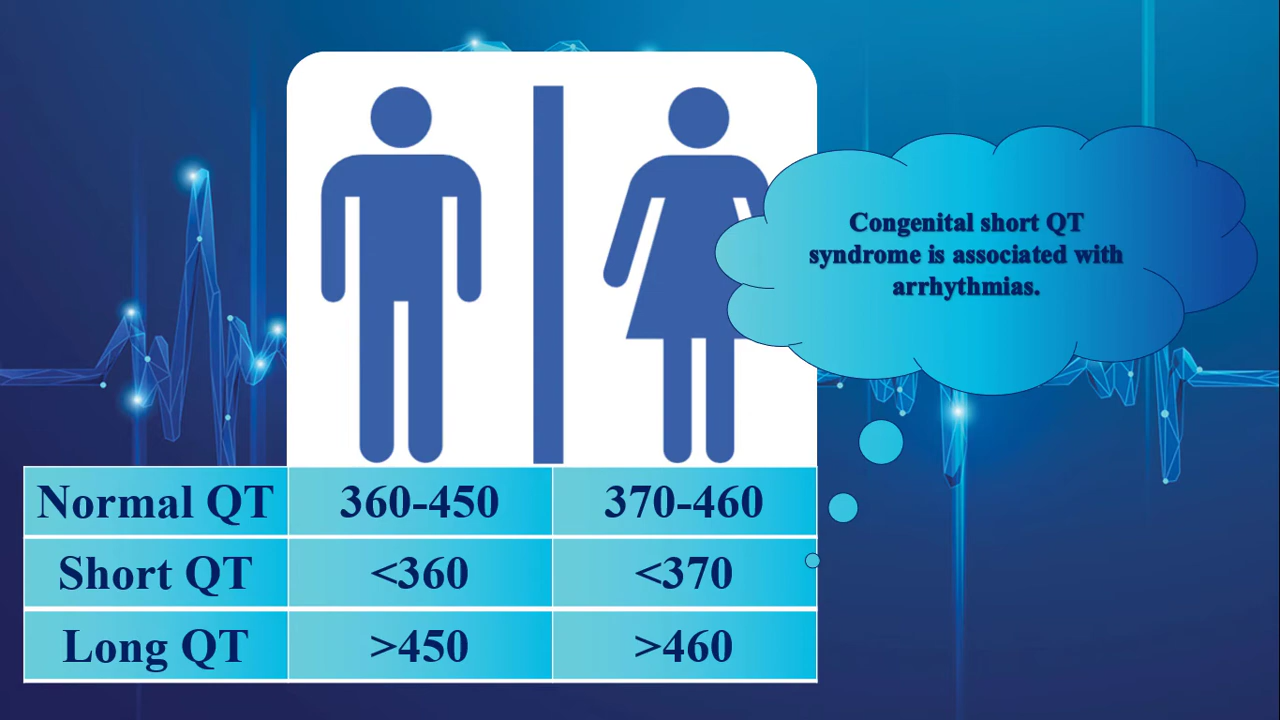 Congenital short QT
syndrome is associated with
arrhythmias.
Normal QT 360-450 370-460
Short QT <360 <370
Long QT >450 >460